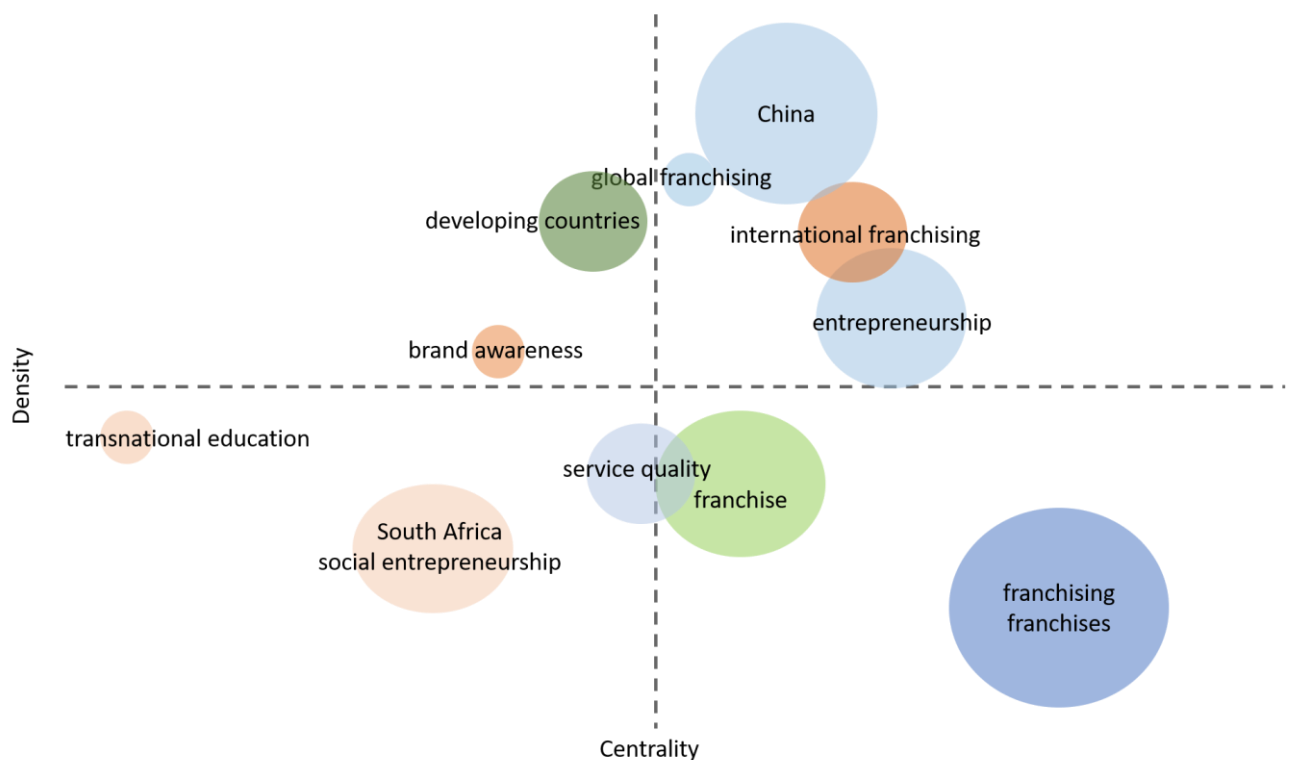 China
global franchising
developing countries
international franchising
entrepreneurship
brand awareness
Density
transnational education
service quality
franchise
South Africa
social entrepreneurship
franchising
franchises
Centrality